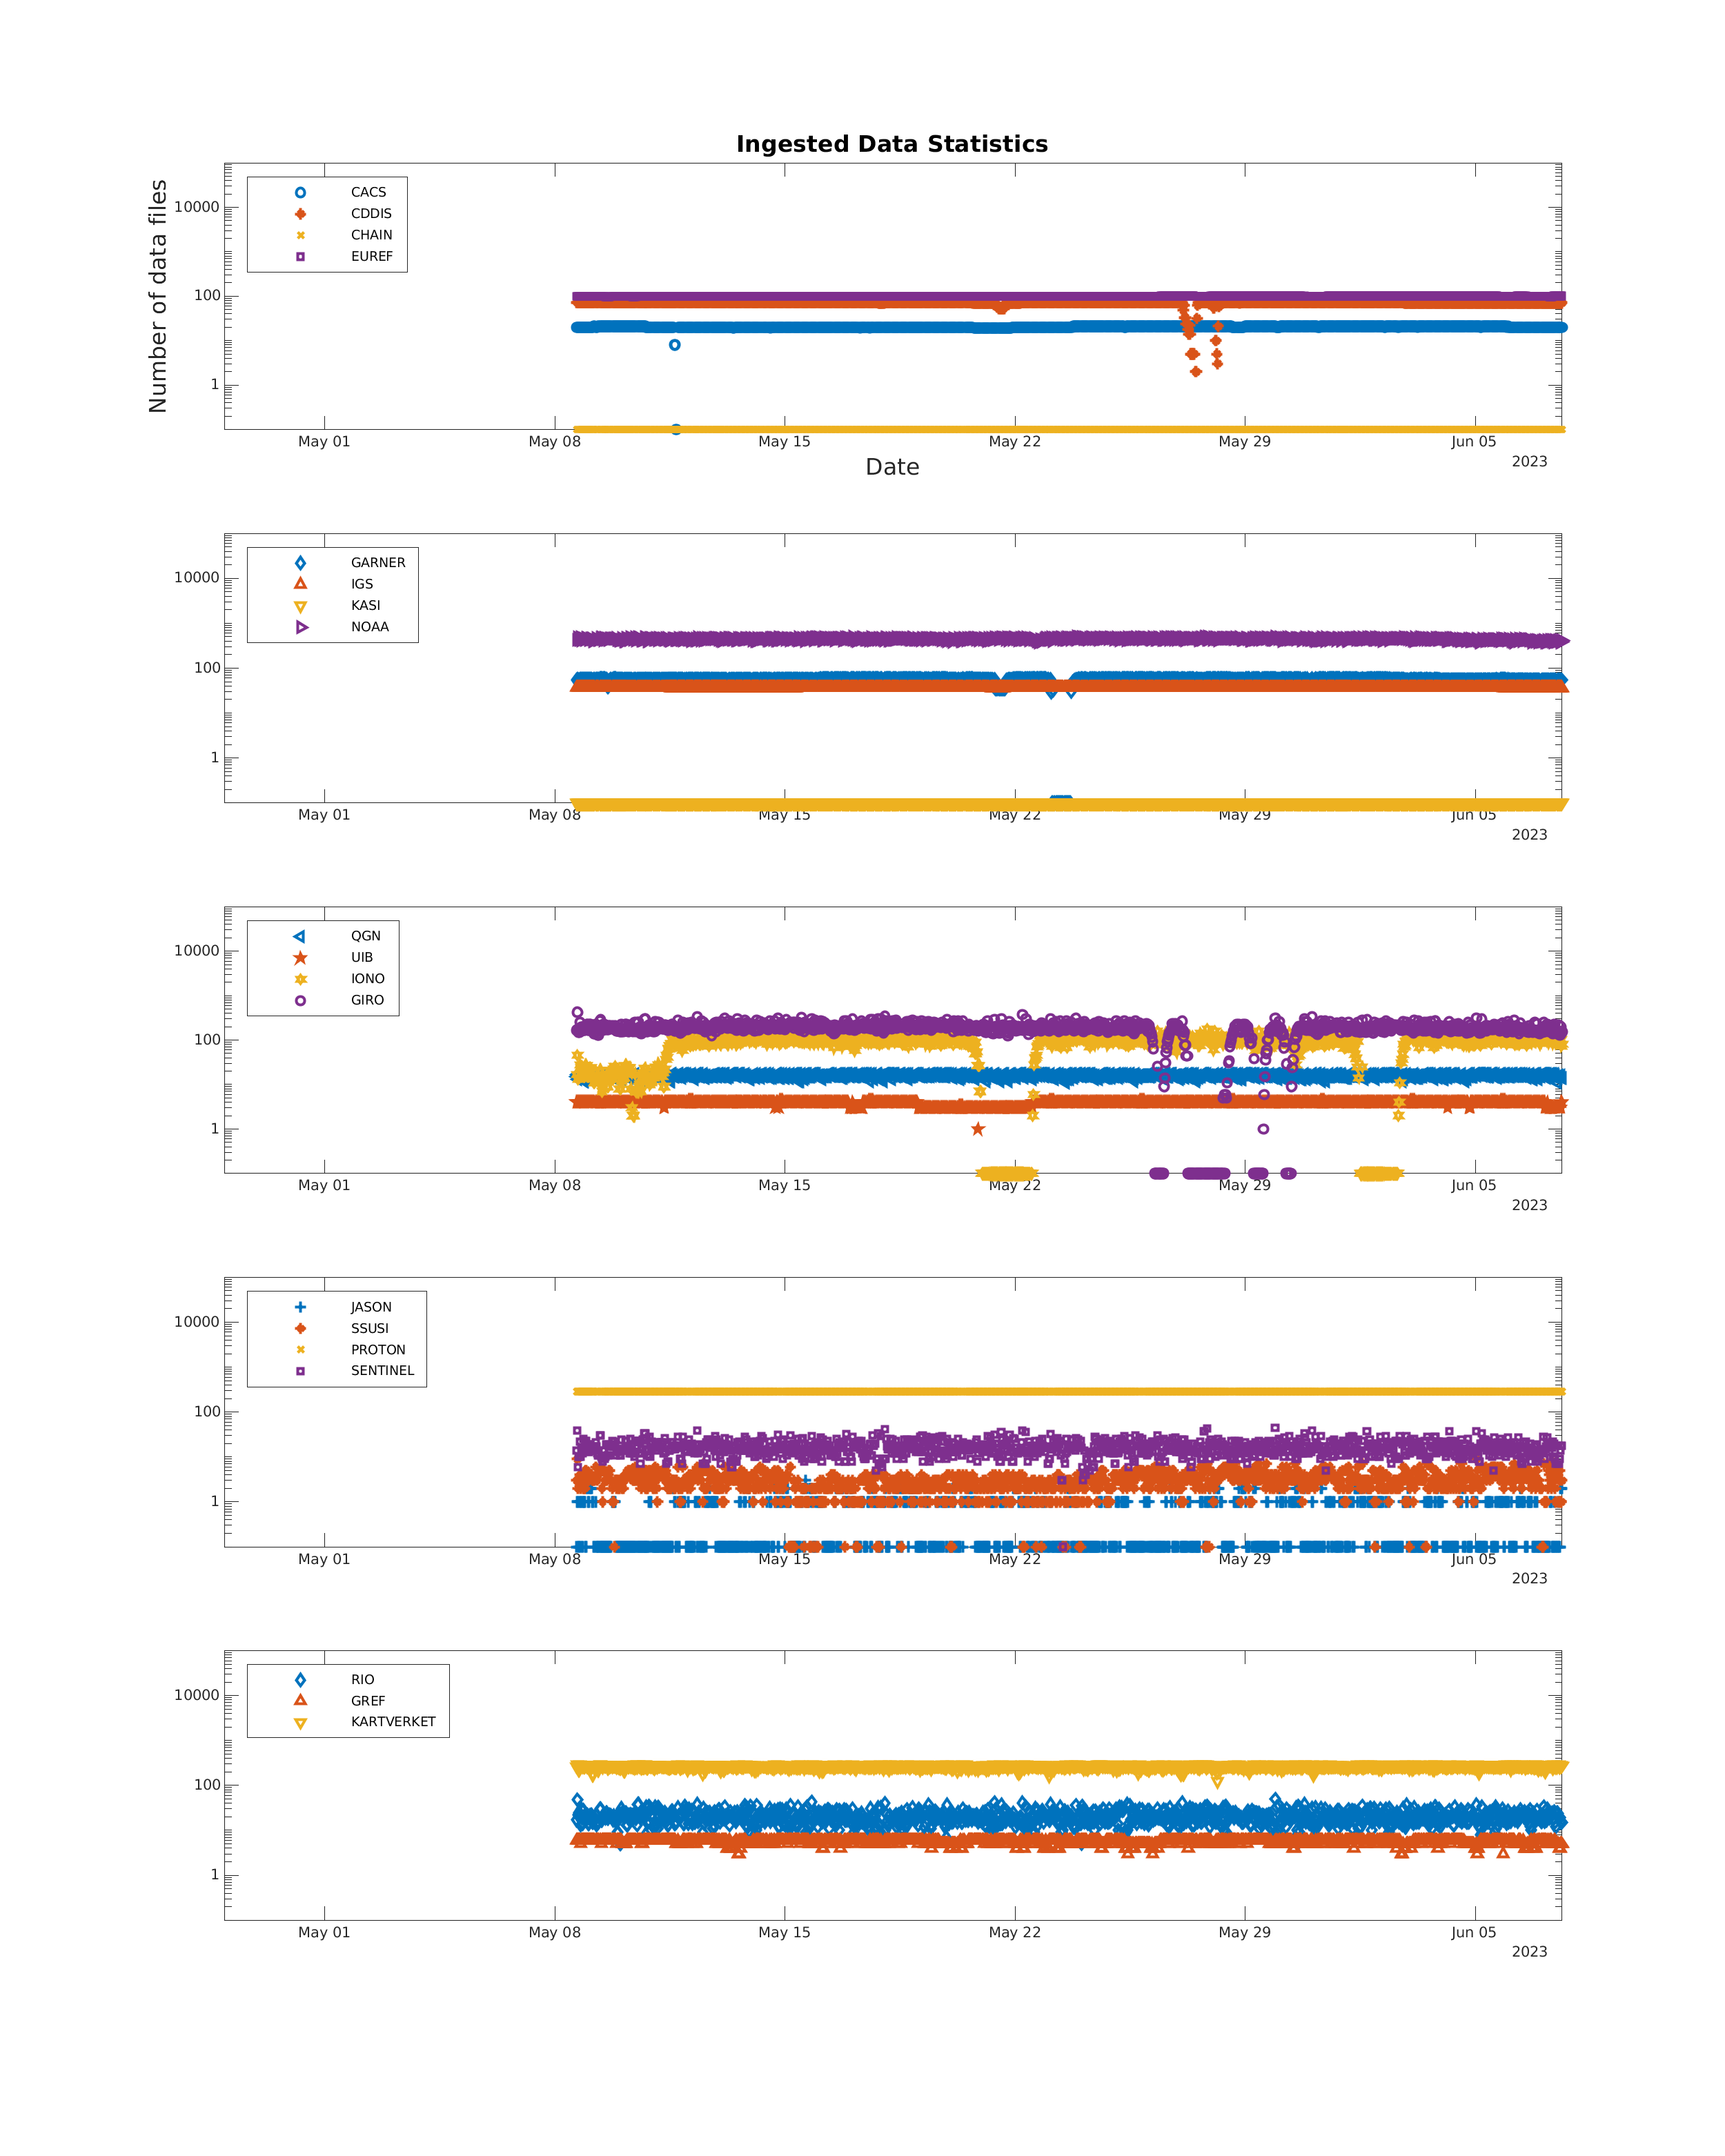 Ingested Data Statistics
Number of data files
10000
100
1
CACS
CDDIS
CHAIN
EUREF
May 01 May 08 May 15 May 22 May 29 Jun 05
2023
Date
10000
100
1
GARNER
IGS
KASI
NOAA
May 01 May 08 May 15 May 22 May 29 Jun 05
2023
10000
100
1
QGN
UIB
IONO
GIRO
May 01 May 08 May 15 May 22 May 29 Jun 05
2023
10000
100
1
JASON
SSUSI
PROTON
SENTINEL
May 01 May 08 May 15 May 22 May 29 Jun 05
2023
10000
100
1
RIO
GREF
KARTVERKET
May 01 May 08 May 15 May 22 May 29 Jun 05
2023